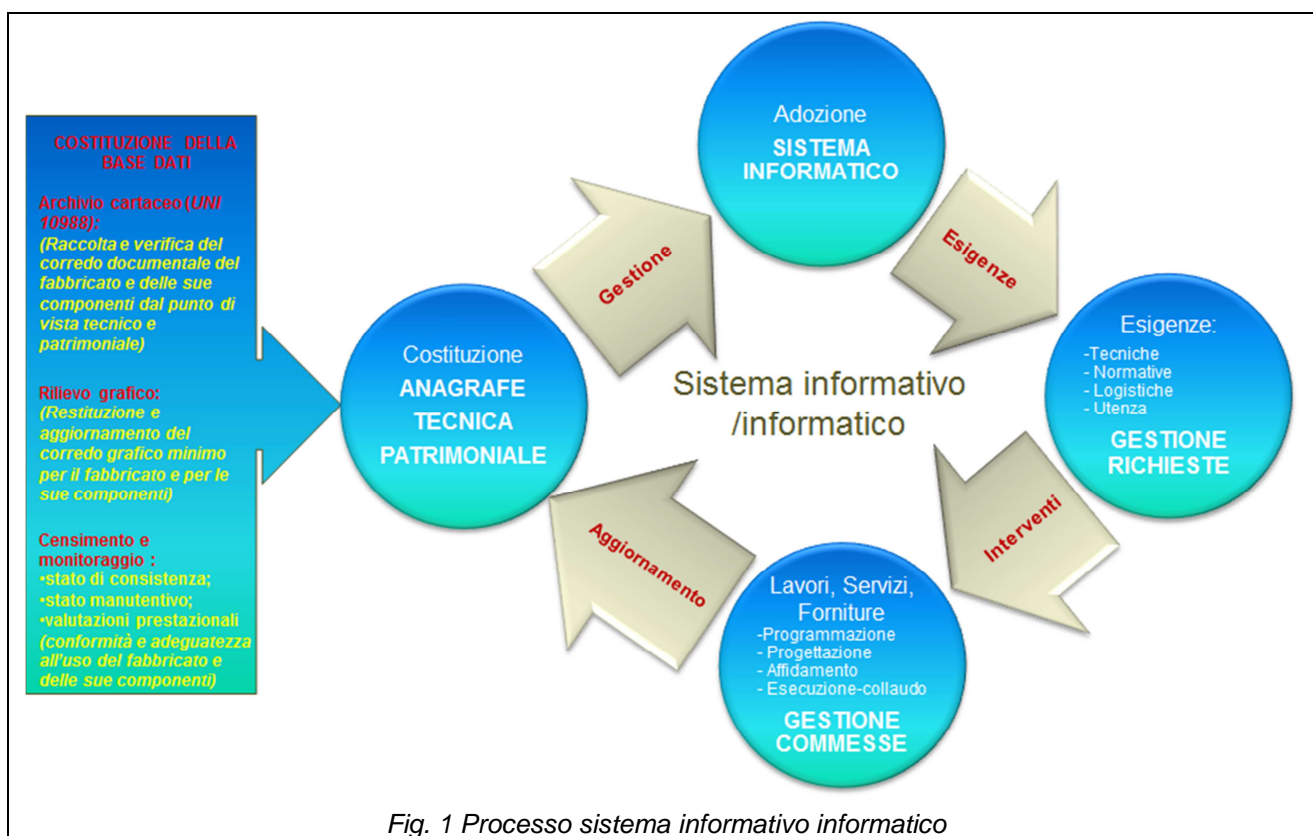 COSTITUZIONE DELLA
BASE DATI
Archivio cartaceo (UNI
10988):
(Raccolta e verifica del
corredo documentale del
fabbricato e delle sue
componenti dal punto di
vista tecnico e
patrimoniale)
Rilievo grafico:
(Restituzione e
aggiornamento del
corredo grafico minimo
per il fabbricato e per le
sue componenti)
Censimento e
monitoraggio :
•stato di consistenza;
•stato manutentivo;
•valutazioni prestazionali
(conformità e adeguatezza
all'uso del fabbricato e
delle sue componenti)
Costituzione
ANAGRAFE
TECNICA
PATRIMONIALE
Gestione
Adozione
SISTEMA
INFORMATICO
Esigenze
Esigenze:
-Tecniche
- Normative
- Logistiche
- Utenza
GESTIONE
RICHIESTE
Interventi
Lavori, Servizi,
Forniture
-Programmazione
- Progettazione
- Affidamento
- Esecuzione-collaudo
GESTIONE
COMMESSE
Aggiornamento
Sistema informativo
/informatico
Fig. 1 Processo sistema informativo informatico